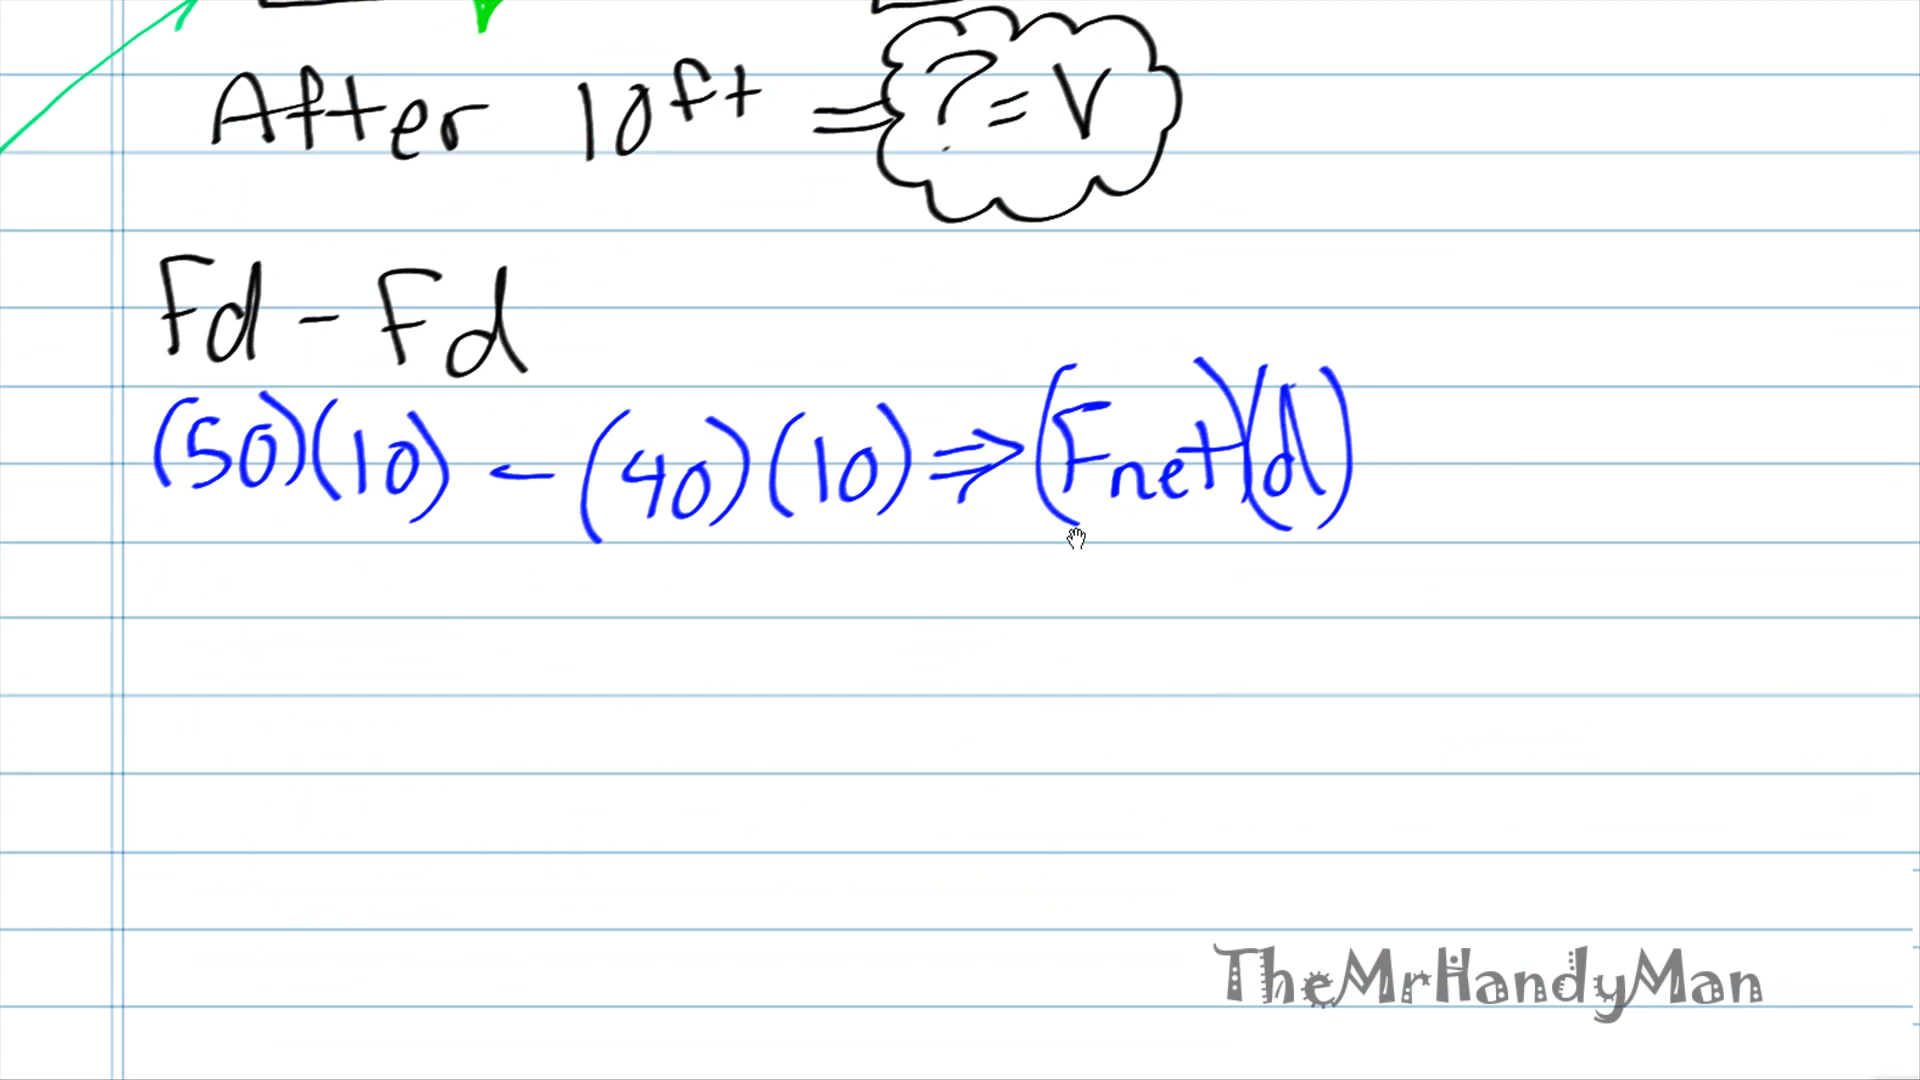 After 10ft = ? = V
Fd - Fd
(50)(10) - (40)(10) ⇒ (Fnet)(d)
TheMrHandyMan